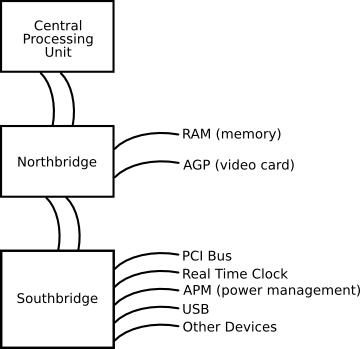 Central
Processing
Unit
Northbridge
RAM (memory)
AGP (video card)
Southbridge
PCI Bus
Real Time Clock
APM (power management)
USB
Other Devices